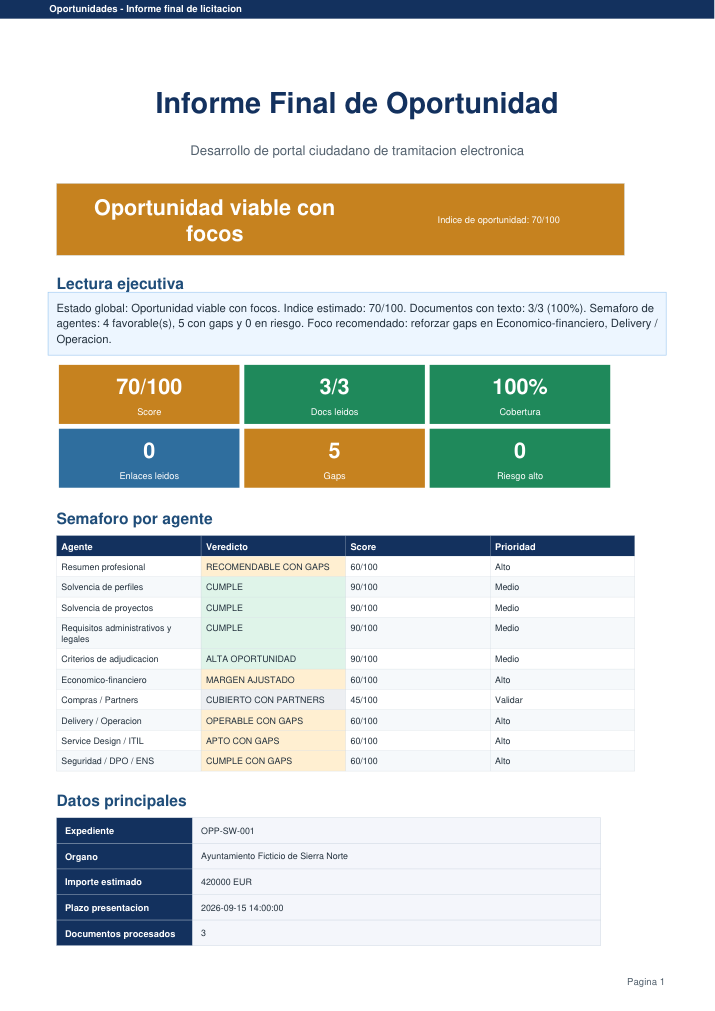 Oportunidades - Informe final de licitacion
Informe Final de Oportunidad
Desarrollo de portal ciudadano de tramitacion electronica
Oportunidad viable con
focos
Indice de oportunidad: 70/100
Lectura ejecutiva
Estado global: Oportunidad viable con focos. Indice estimado: 70/100. Documentos con texto: 3/3 (100%). Semaforo de
agentes: 4 favorable(s), 5 con gaps y 0 en riesgo. Foco recomendado: reforzar gaps en Economico-financiero, Delivery /
Operacion.
70/100
Score
3/3
Docs leidos
100%
Cobertura
0
Enlaces leidos
5
Gaps
0
Riesgo alto
Semaforo por agente
Agente Veredicto Score Prioridad
Resumen profesional RECOMENDABLE CON GAPS 60/100 Alto
Solvencia de perfiles CUMPLE 90/100 Medio
Solvencia de proyectos CUMPLE 90/100 Medio
Requisitos administrativos y CUMPLE 90/100 Medio
legales
Criterios de adjudicacion ALTA OPORTUNIDAD 90/100 Medio
Economico-financiero MARGEN AJUSTADO 60/100 Alto
Compras / Partners CUBIERTO CON PARTNERS 45/100 Validar
Delivery / Operacion OPERABLE CON GAPS 60/100 Alto
Service Design / ITIL APTO CON GAPS 60/100 Alto
Seguridad / DPO / ENS CUMPLE CON GAPS 60/100 Alto
Datos principales
Expediente OPP-SW-001
Organo Ayuntamiento Ficticio de Sierra Norte
Importe estimado 420000 EUR
Plazo presentacion 2026-09-15 14:00:00
Documentos procesados 3
Pagina 1